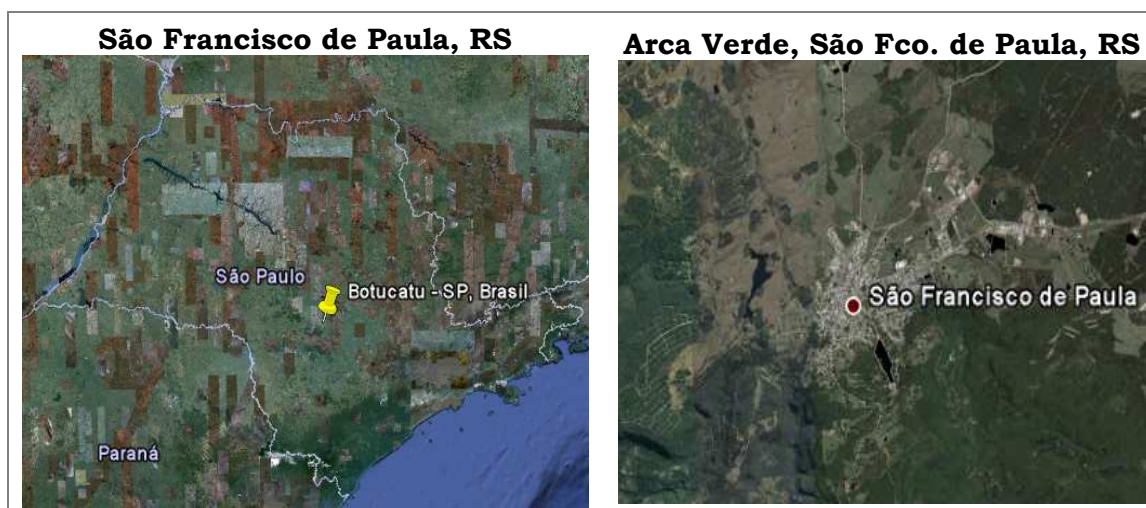 São Francisco de Paula, RS
Arca Verde, São Fco. de Paula, RS
São Paulo
Botucatu - SP, Brasil
Paraná
São Francisco de Paula